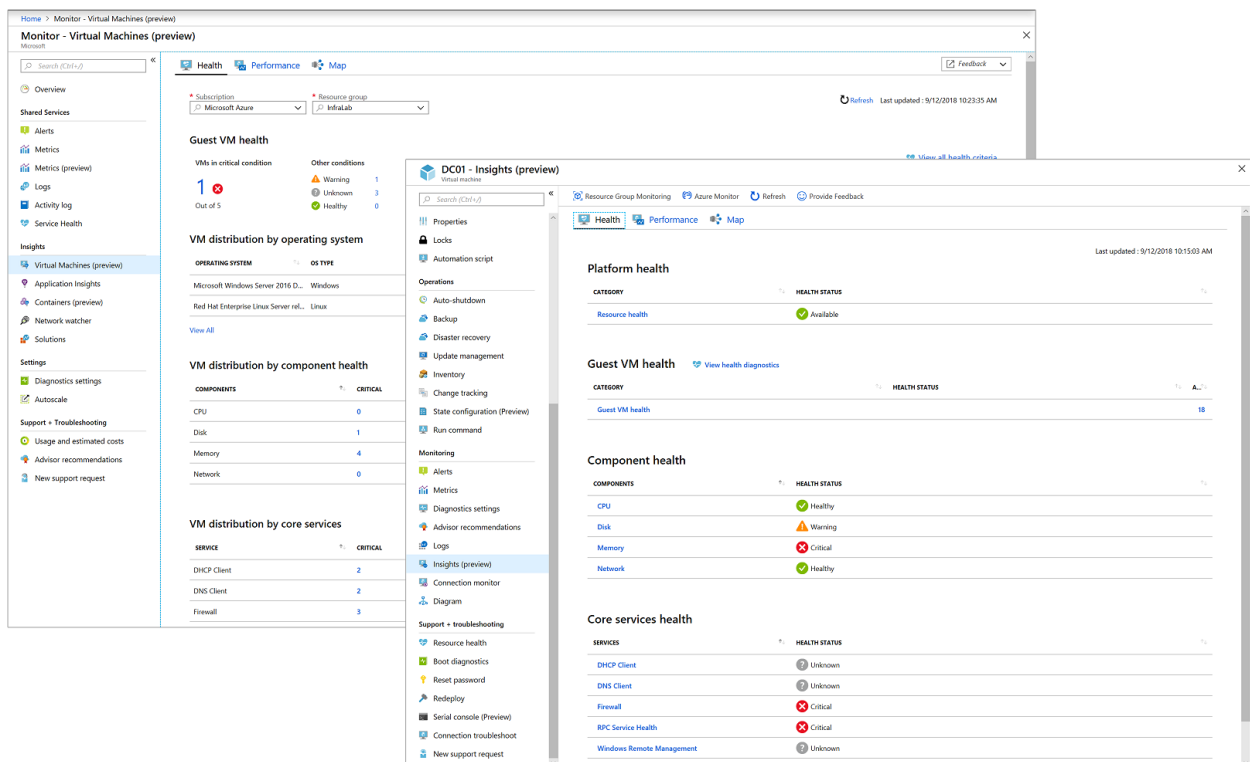 Home > Monitor - Virtual Machines (preview)
Monitor - Virtual Machines (preview)
Microsoft
Search (Ctrl+/)
Overview
Shared Services
Alerts
Metrics
Metrics (preview)
Logs
Activity log
Service Health
Insights
Virtual Machines (preview)
Application Insights
Containers (preview)
Network watcher
Solutions
Settings
Diagnostics settings
Autoscale
Support + Troubleshooting
Usage and estimated costs
Advisor recommendations
New support request
Health Performance Map
Feedback
* Subscription * Resource group
Microsoft Azure InfraLab
Refresh Last updated : 9/12/2018 10:23:35 AM
Guest VM health
View all health criteria
VMs in critical condition Other conditions
1
Out of 5
Warning 1
Unknown 3
Healthy 0
VM distribution by operating system
OPERATING SYSTEM OS TYPE
Microsoft Windows Server 2016 D... Windows
Red Hat Enterprise Linux Server rel... Linux
View All
VM distribution by component health
COMPONENTS CRITICAL
CPU 0
Disk 1
Memory 4
Network 0
VM distribution by core services
SERVICE CRITICAL
DHCP Client 2
DNS Client 2
Firewall 3
DC01 - Insights (preview)
Virtual machine
Search (Ctrl+/)
Properties
Locks
Automation script
Operations
Auto-shutdown
Backup
Disaster recovery
Update management
Inventory
Change tracking
State configuration (Preview)
Run command
Monitoring
Alerts
Metrics
Diagnostics settings
Advisor recommendations
Logs
Insights (preview)
Connection monitor
Diagram
Support + troubleshooting
Resource health
Boot diagnostics
Reset password
Redeploy
Serial console (Preview)
Connection troubleshoot
New support request
Resource Group Monitoring Azure Monitor Refresh Provide Feedback
Health Performance Map
Last updated : 9/12/2018 10:15:03 AM
Platform health
CATEGORY HEALTH STATUS
Resource health Available
Guest VM health View health diagnostics
CATEGORY HEALTH STATUS A...
Guest VM health 18
Component health
COMPONENTS HEALTH STATUS
CPU Healthy
Disk Warning
Memory Critical
Network Healthy
Core services health
SERVICES HEALTH STATUS
DHCP Client Unknown
DNS Client Unknown
Firewall Critical
RPC Service Health Critical
Windows Remote Management Unknown